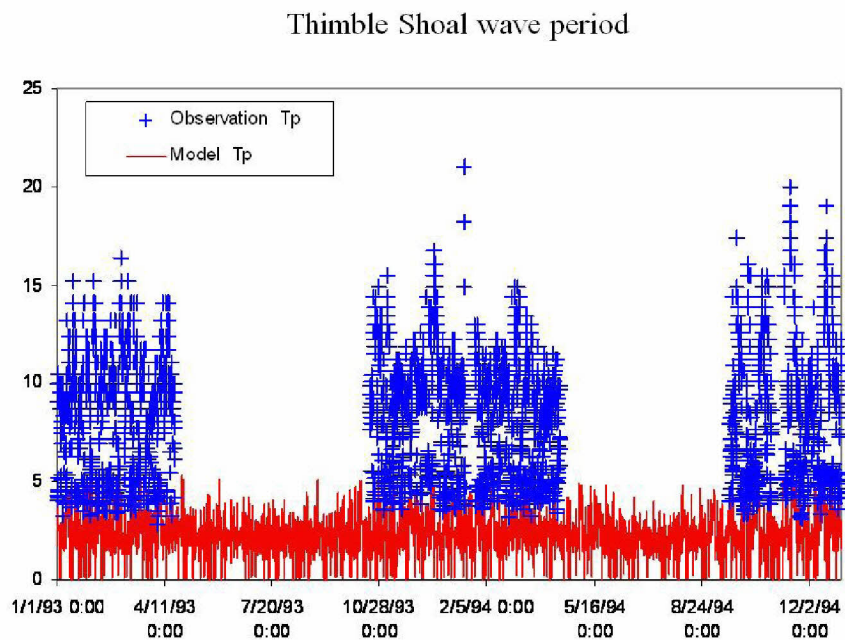 Thimble Shoal wave period
25
Observation Tp
Model Tp
20
15
10
5
0
1/1/93 0:00 4/11/93 7/20/93 10/28/93 2/5/94 0:00 5/16/94 8/24/94 12/2/94
0:00 0:00 0:00 0:00 0:00 0:00